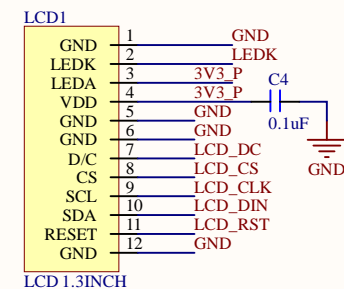 LCD1
GND 1 GND
LEDK 2 LEDK
LEDA 3 3V3_P
VDD 4 3V3_P C4
0.1uF
GND 5 GND
GND 6 GND
D/C 7 LCD_DC
CS 8 LCD_CS
SCL 9 LCD_CLK
SDA 10 LCD_DIN
RESET 11 LCD_RST
GND 12 GND
GND
LCD 1.3INCH